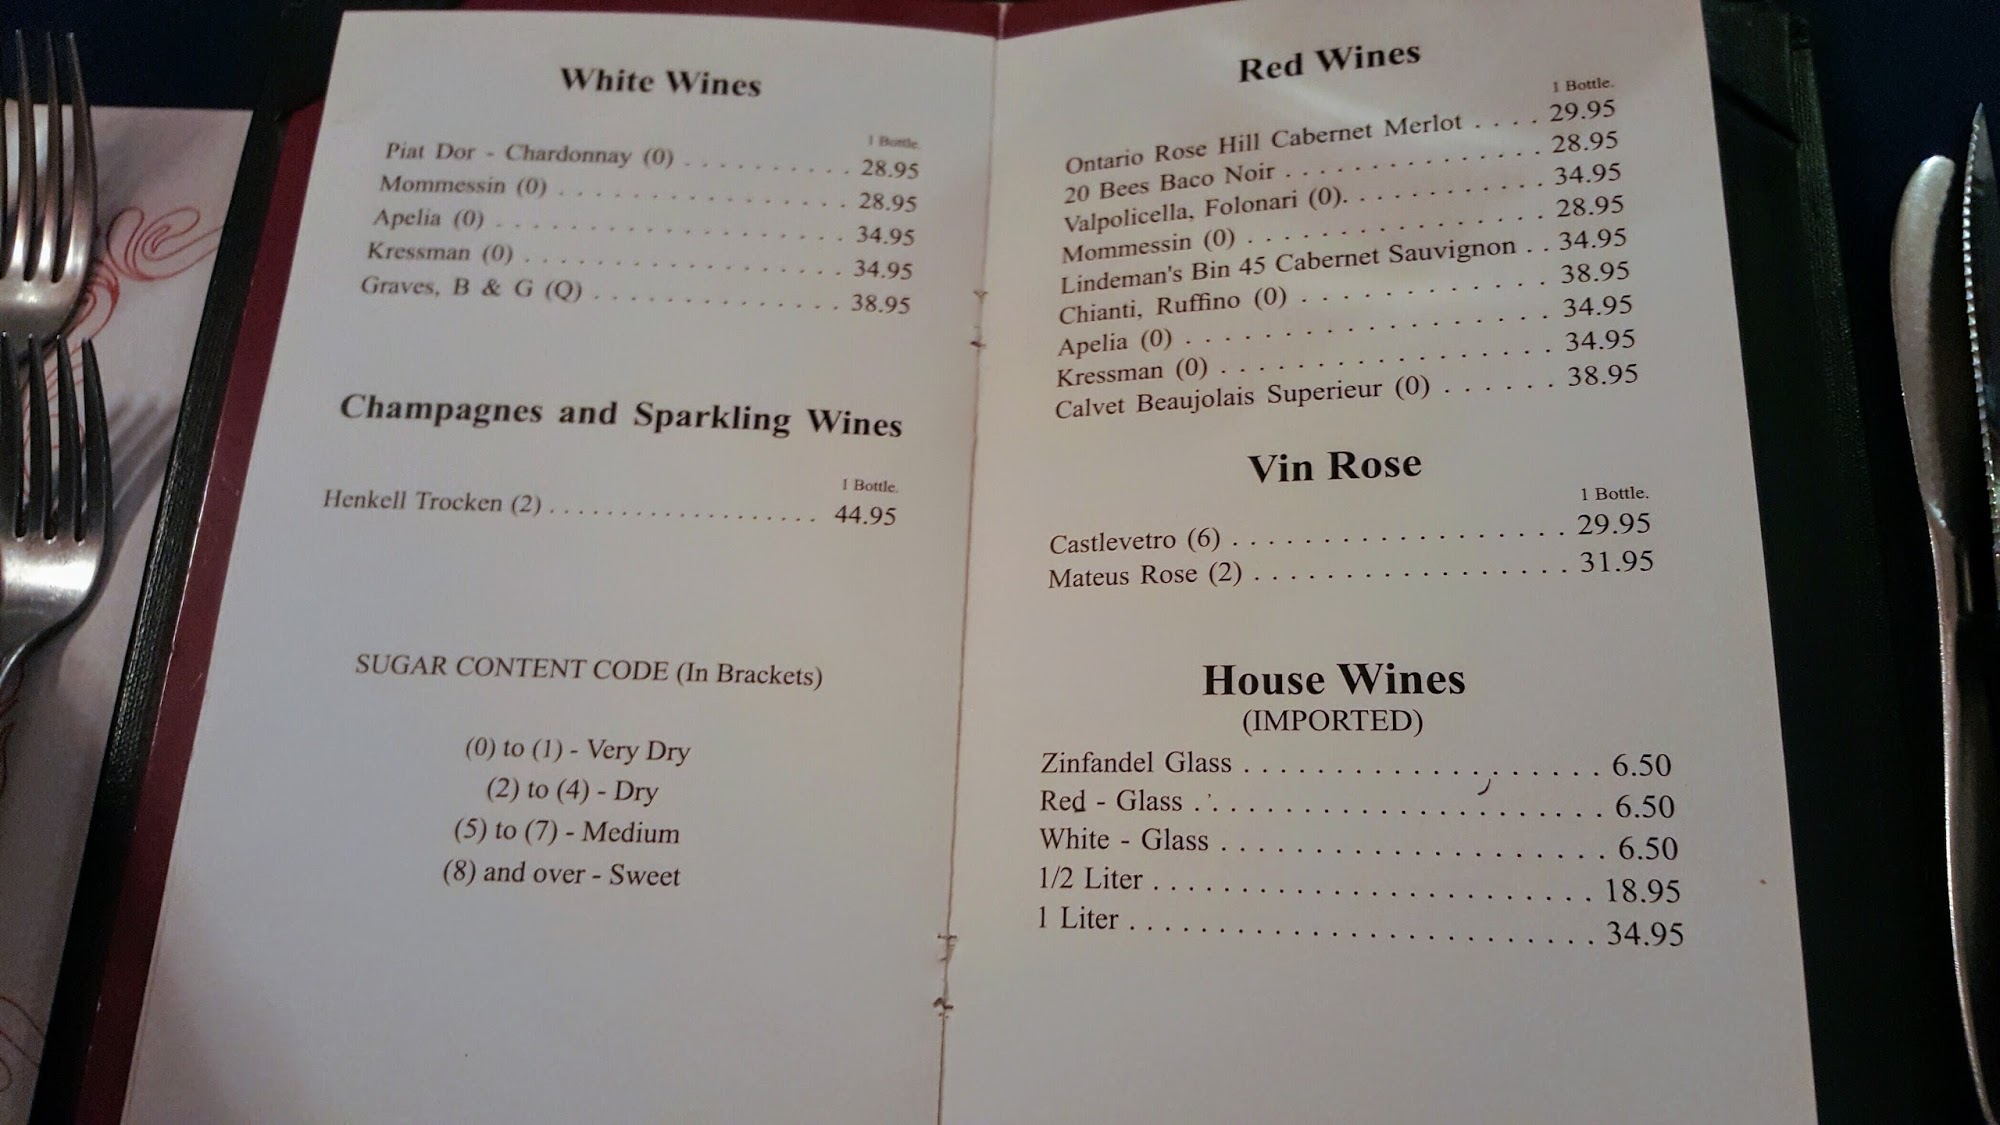 White Wines
1 Bottle.
Piat Dor - Chardonnay (0) . . . . . . . . . . 28.95
Mommessin (0) . . . . . . . . . . . . . . . . 28.95
Apelia (0) . . . . . . . . . . . . . . . . . . . 34.95
Kressman (0) . . . . . . . . . . . . . . . . . . 34.95
Graves, B & G (Q) . . . . . . . . . . . . . . 38.95
Champagnes and Sparkling Wines
1 Bottle.
Henkell Trocken (2) . . . . . . . . . . . . . . . . . . . 44.95
SUGAR CONTENT CODE (In Brackets)
(0) to (1) - Very Dry
(2) to (4) - Dry
(5) to (7) - Medium
(8) and over - Sweet
Red Wines
1 Bottle.
Ontario Rose Hill Cabernet Merlot . . . . 29.95
20 Bees Baco Noir . . . . . . . . . . . . . . 28.95
Valpolicella, Folonari (0). . . . . . . . . . . 34.95
Mommessin (0) . . . . . . . . . . . . . . . . 28.95
Lindeman's Bin 45 Cabernet Sauvignon . . 34.95
Chianti, Ruffino (0) . . . . . . . . . . . . . 38.95
Apelia (0) . . . . . . . . . . . . . . . . . . . 34.95
Kressman (0) . . . . . . . . . . . . . . . . . 34.95
Calvet Beaujolais Superieur (0) . . . . . . 38.95
Vin Rose
1 Bottle.
Castlevetro (6) . . . . . . . . . . . . . . . . . 29.95
Mateus Rose (2) . . . . . . . . . . . . . . . . 31.95
House Wines
(IMPORTED)
Zinfandel Glass . . . . . . . . . . . . . . . . . . . . 6.50
Red - Glass . . . . . . . . . . . . . . . . . . . . . . . 6.50
White - Glass . . . . . . . . . . . . . . . . . . . . . 6.50
1/2 Liter . . . . . . . . . . . . . . . . . . . . . . . . 18.95
1 Liter . . . . . . . . . . . . . . . . . . . . . . . . . 34.95